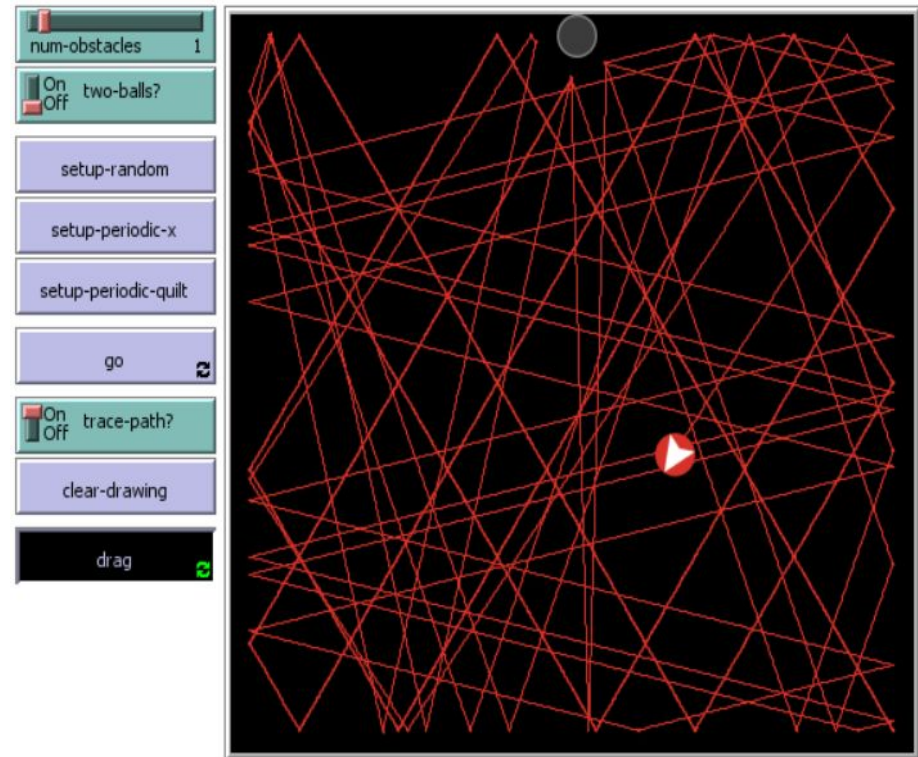 num-obstacles 1
On
Off
two-balls?
setup-random
setup-periodic-x
setup-periodic-quilt
go
On
Off
trace-path?
clear-drawing
drag